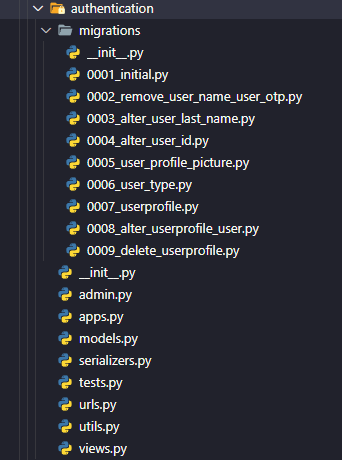 authentication
migrations
__init__.py
0001_initial.py
0002_remove_user_name_user_otp.py
0003_alter_user_last_name.py
0004_alter_user_id.py
0005_user_profile_picture.py
0006_user_type.py
0007_userprofile.py
0008_alter_userprofile_user.py
0009_delete_userprofile.py
__init__.py
admin.py
apps.py
models.py
serializers.py
tests.py
urls.py
utils.py
views.py